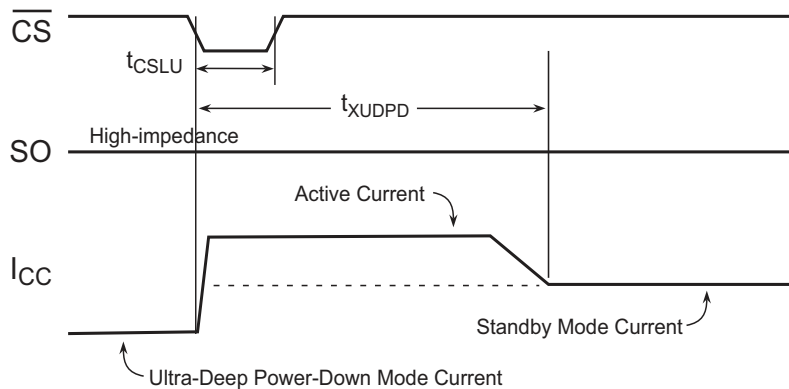 CS
tCSLU
tXUDPD
High-impedance
SO
Active Current
ICC
Standby Mode Current
Ultra-Deep Power-Down Mode Current